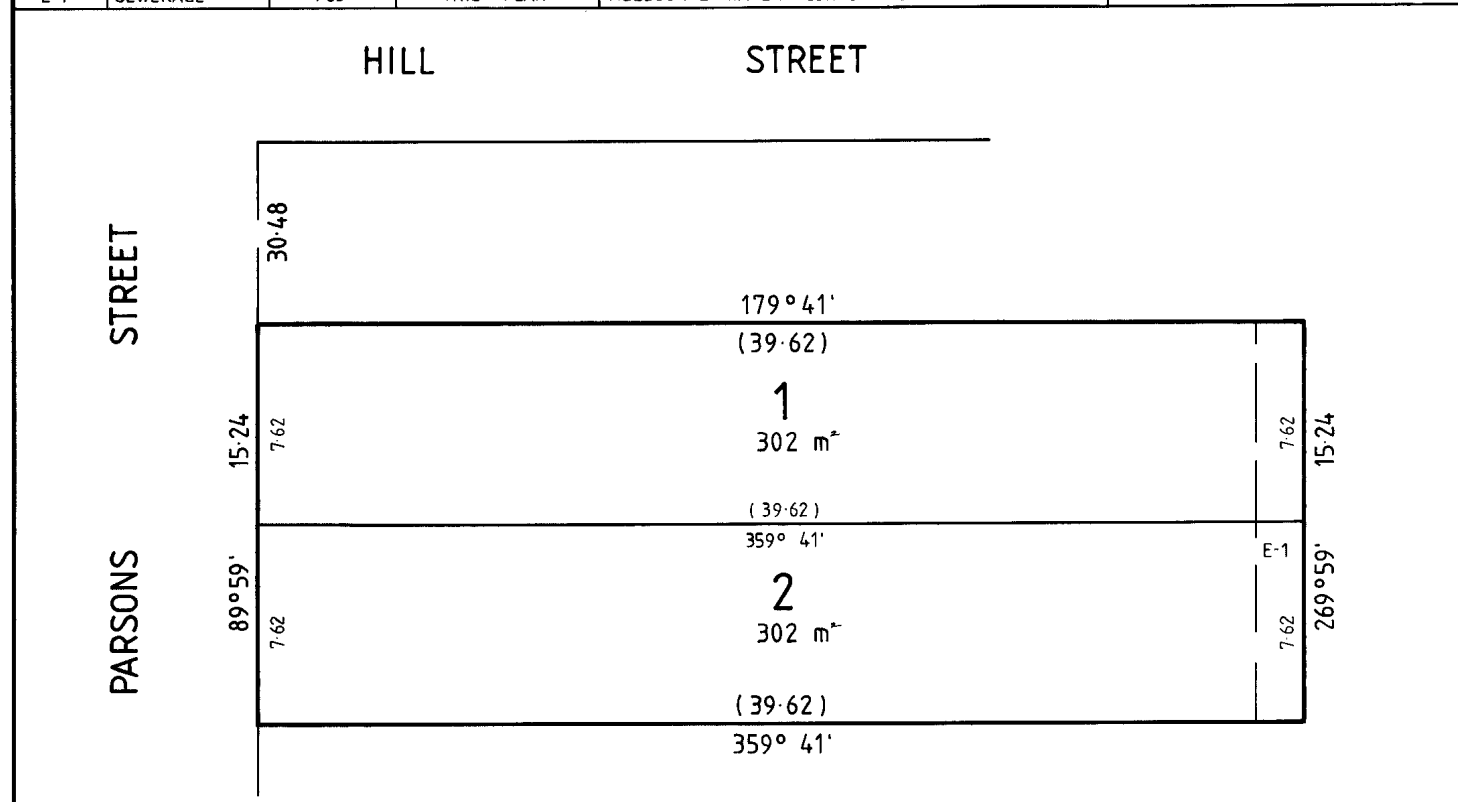 HILL STREET
30·48
STREET
179°41'
(39·62)
1
302 m²
7·62
15·24
7·62
15·24
(39·62)
359° 41'
E-1
2
302 m²
PARSONS
89°59'
7·62
7·62
269°59'
(39·62)
359° 41'